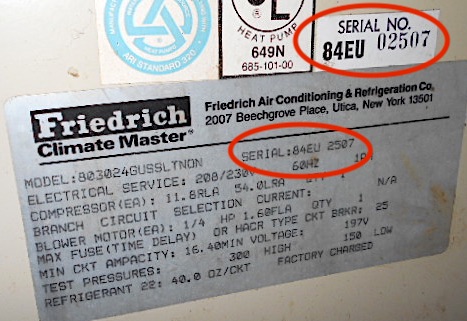 MANUFACTURER
ARI STANDARD 320
UL
HEAT PUMP
649N
685-101-00
SERIAL NO.
84EU 02507
Friedrich
Climate Master®
Friedrich Air Conditioning & Refrigeration Co.
2007 Beechgrove Place, Utica, New York 13501
MODEL:803024GUSSLTNON SERIAL:84EU 2507
ELECTRICAL SERVICE: 208/230V 60HZ 1PH
COMPRESSOR(EA): 11.8RLA 54.0LRA QTY 1
BRANCH CIRCUIT SELECTION CURRENT: N/A
BLOWER MOTOR(EA): 1/4 HP 1.60FLA QTY 1
MAX FUSE(TIME DELAY) OR HACR TYPE CKT BRKR: 25
MIN CKT AMPACITY: 16.40MIN VOLTAGE: 197V
TEST PRESSURES: 300 HIGH 150 LOW
REFRIGERANT 22: 40.0 OZ/CKT FACTORY CHARGED